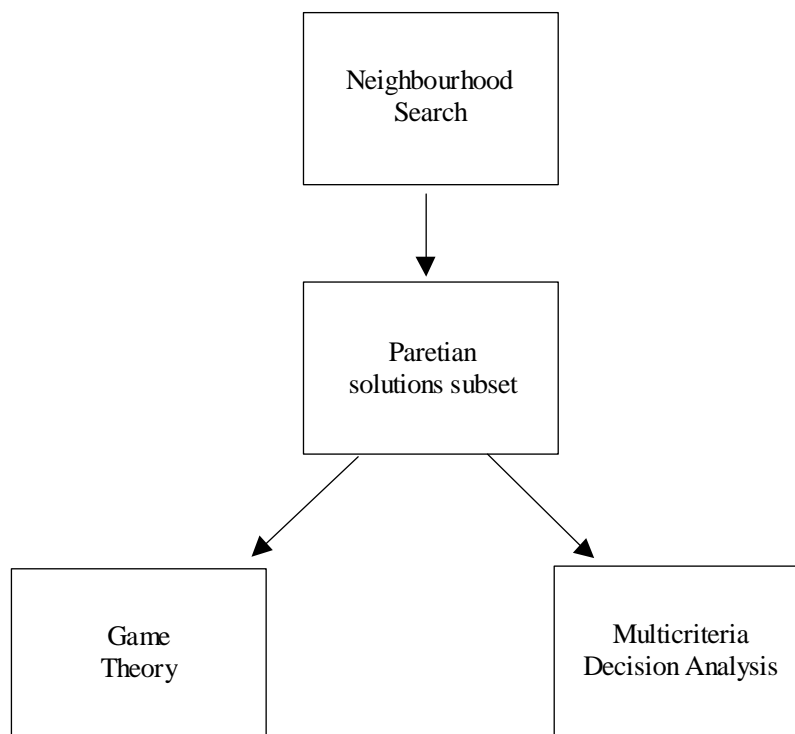 Neighbourhood
Search
Paretian
solutions subset
Game
Theory
Multicriteria
Decision Analysis